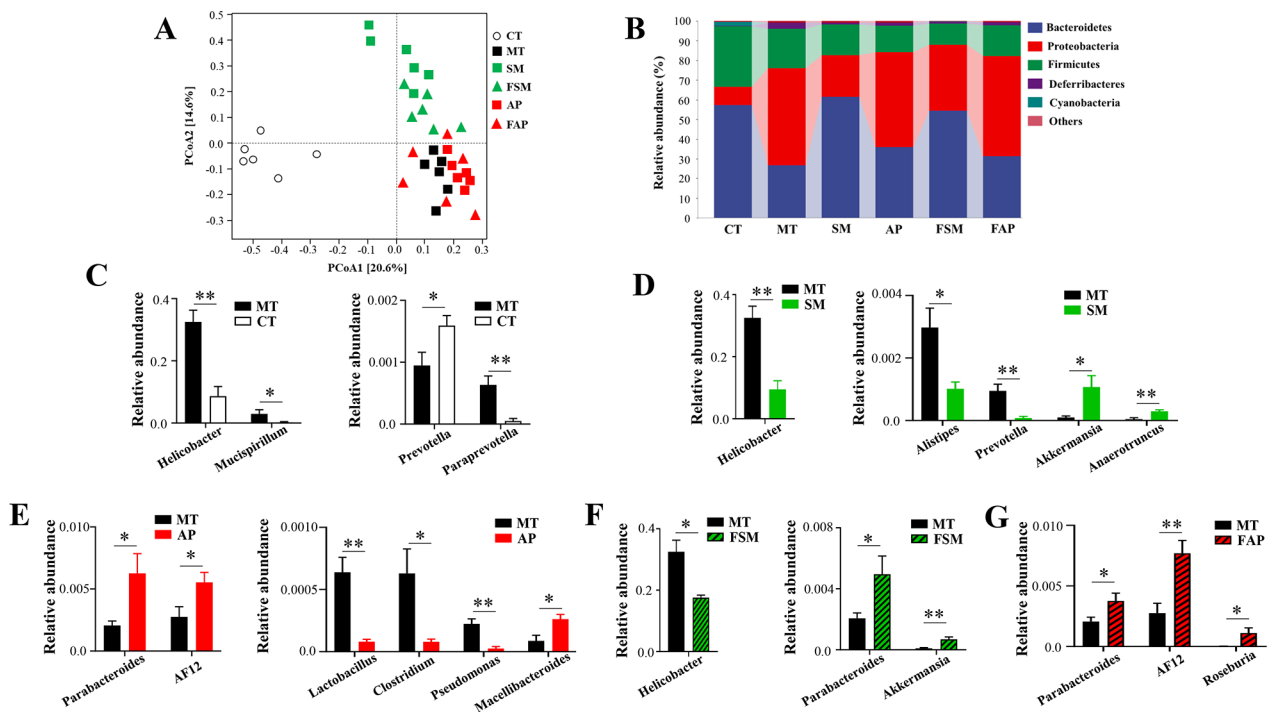 A
0.5
0.4
0.3
0.2
0.1
0.0
-0.1
-0.2
-0.3
PCoA2 [14.6%]
-0.5 -0.4 -0.3 -0.2 -0.1 0.0 0.1 0.2 0.3
PCoA1 [20.6%]
CT
MT
SM
FSM
AP
FAP
B
100
90
80
70
60
50
40
30
20
10
0
Relative abundance (%)
CT MT SM AP FSM FAP
Bacteroidetes
Proteobacteria
Firmicutes
Deferribacteres
Cyanobacteria
Others
C
Relative abundance
0.4
0.2
0.0
** *
MT
CT
Helicobacter Mucispirillum
Relative abundance
0.002
0.001
0.000
* **
MT
CT
Prevotella Paraprevotella
D
Relative abundance
0.4
0.2
0.0
**
MT
SM
Helicobacter
Relative abundance
0.004
0.002
0.000
* ** * **
MT
SM
Alistipes Prevotella Akkermansia Anaerotruncus
E
Relative abundance
0.010
0.005
0.000
* *
MT
AP
Parabacteroides AF12
Relative abundance
0.0010
0.0005
0.0000
** * ** *
MT
AP
Lactobacillus Clostridium Pseudomonas Macellibacteroides
F
Relative abundance
0.4
0.2
0.0
*
MT
FSM
Helicobacter
Relative abundance
0.008
0.004
0.000
* **
MT
FSM
Parabacteroides Akkermansia
G
Relative abundance
0.010
0.005
0.000
* ** *
MT
FAP
Parabacteroides AF12 Roseburia